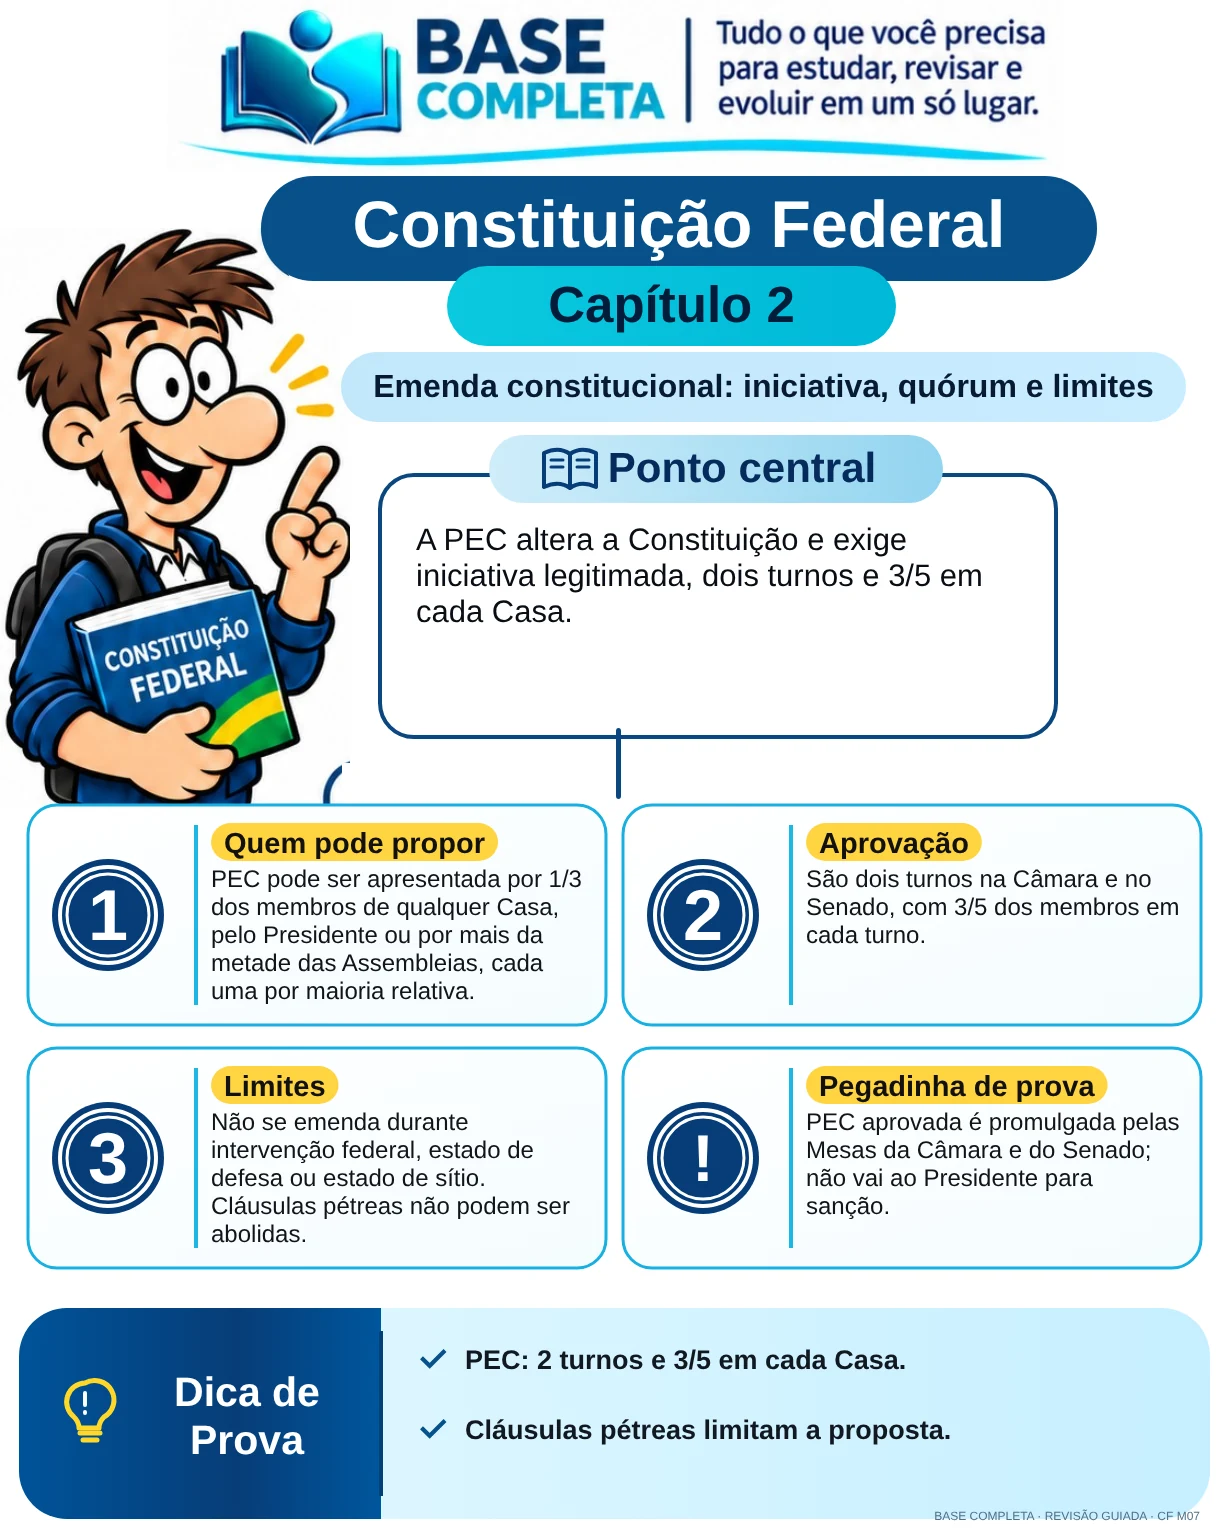 BASE
COMPLETA
Tudo o que você precisa
para estudar, revisar e
evoluir em um só lugar.
Constituição Federal
Capítulo 2
Emenda constitucional: iniciativa, quórum e limites
Ponto central
A PEC altera a Constituição e exige
iniciativa legitimada, dois turnos e 3/5 em
cada Casa.
CONSTITUIÇÃO
FEDERAL
1
Quem pode propor
PEC pode ser apresentada por 1/3
dos membros de qualquer Casa,
pelo Presidente ou por mais da
metade das Assembleias, cada
uma por maioria relativa.
2
Aprovação
São dois turnos na Câmara e no
Senado, com 3/5 dos membros em
cada turno.
3
Limites
Não se emenda durante
intervenção federal, estado de
defesa ou estado de sítio.
Cláusulas pétreas não podem ser
abolidas.
!
Pegadinha de prova
PEC aprovada é promulgada pelas
Mesas da Câmara e do Senado;
não vai ao Presidente para
sanção.
Dica de
Prova
PEC: 2 turnos e 3/5 em cada Casa.
Cláusulas pétreas limitam a proposta.
BASE COMPLETA · REVISÃO GUIADA · CF M07